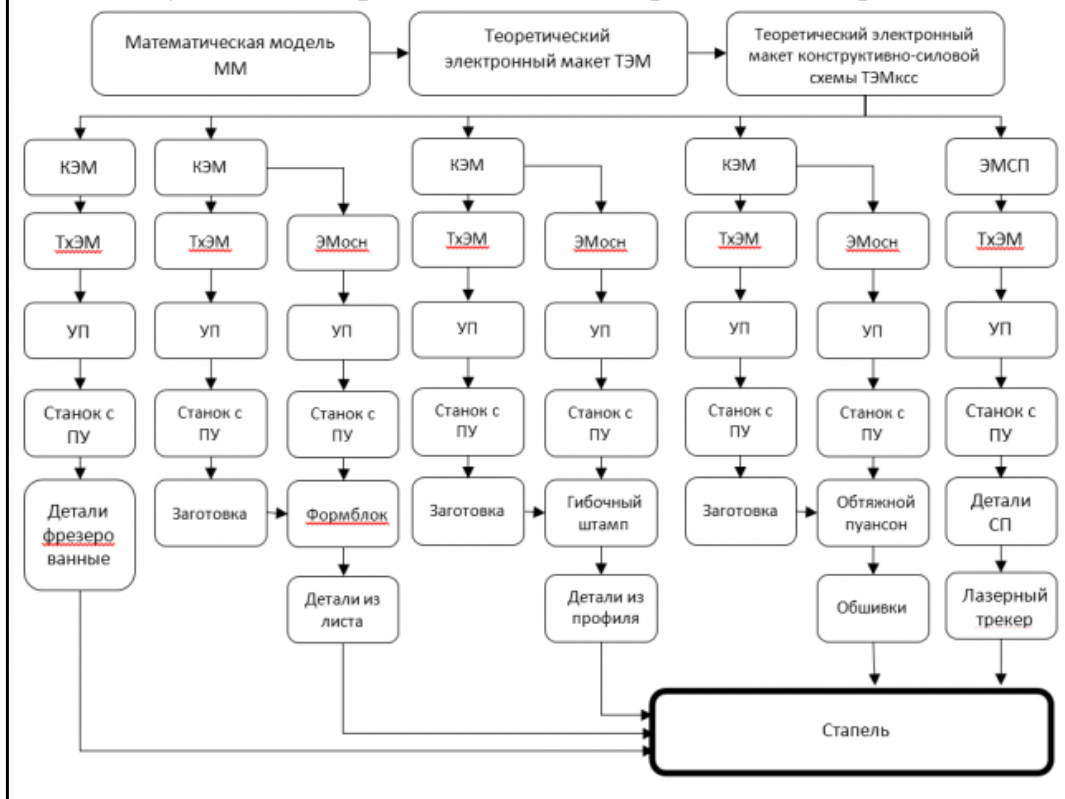 Математическая модель
ММ
Теоретический
электронный макет ТЭМ
Теоретический электронный
макет конструктивно-силовой
схемы ТЭМксс
КЭМ
КЭМ
КЭМ
КЭМ
ЭМСП
ТхЭМ
ТхЭМ
ЭМосн
ТхЭМ
ЭМосн
ТхЭМ
ЭМосн
ТхЭМ
УП
УП
УП
УП
УП
УП
УП
УП
Станок с
ПУ
Станок с
ПУ
Станок с
ПУ
Станок с
ПУ
Станок с
ПУ
Станок с
ПУ
Станок с
ПУ
Станок с
ПУ
Детали
фрезеро
ванные
Заготовка
Формблок
Заготовка
Гибочный
штамп
Заготовка
Обтяжной
пуансон
Детали
СП
Детали из
листа
Детали из
профиля
Обшивки
Лазерный
трекер
Стапель